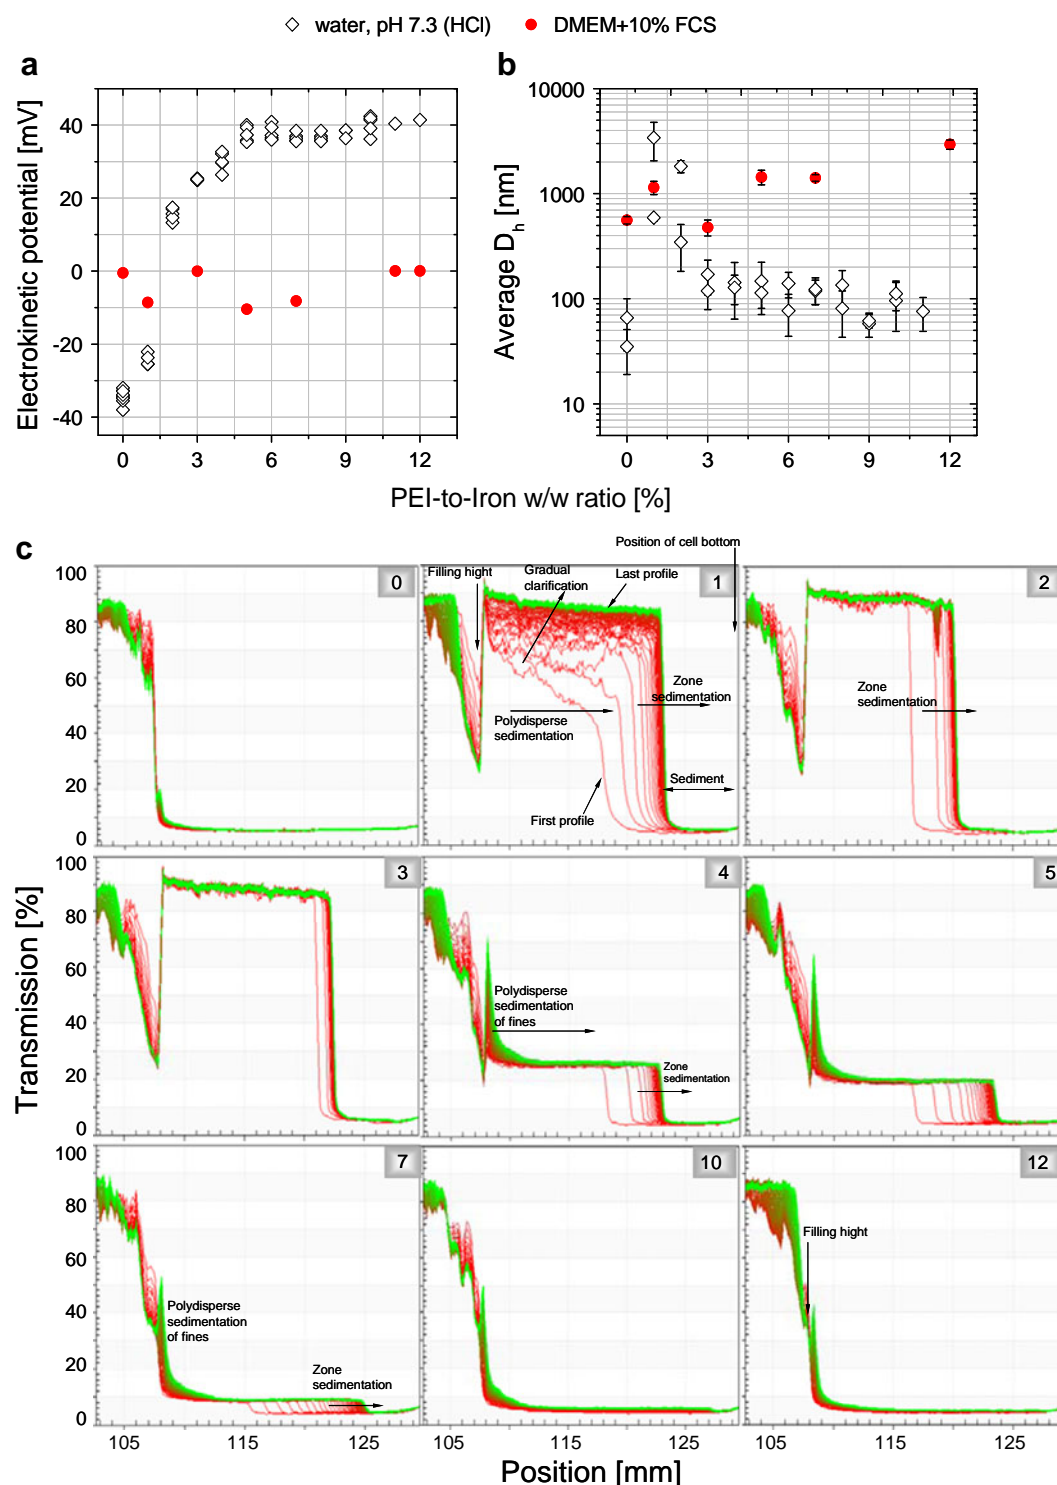 water, pH 7.3 (HCl) DMEM+10% FCS
a
b
Electrokinetic potential [mV]
40
20
0
-20
-40
0 3 6 9 12
Average D_h [nm]
10000
1000
100
10
0 3 6 9 12
PEI-to-Iron w/w ratio [%]
c
Transmission [%]
100
80
60
40
20
0
0
Position of cell bottom
Filling hight
Gradual
clarification
Last profile
1
Zone
sedimentation
Polydisperse
sedimentation
Sediment
First profile
2
Zone
sedimentation
100
80
60
40
20
0
3
4
Polydisperse
sedimentation
of fines
Zone
sedimentation
5
100
80
60
40
20
0
7
Polydisperse
sedimentation
of fines
Zone
sedimentation
10
12
Filling hight
105 115 125 105 115 125 105 115 125
Position [mm]